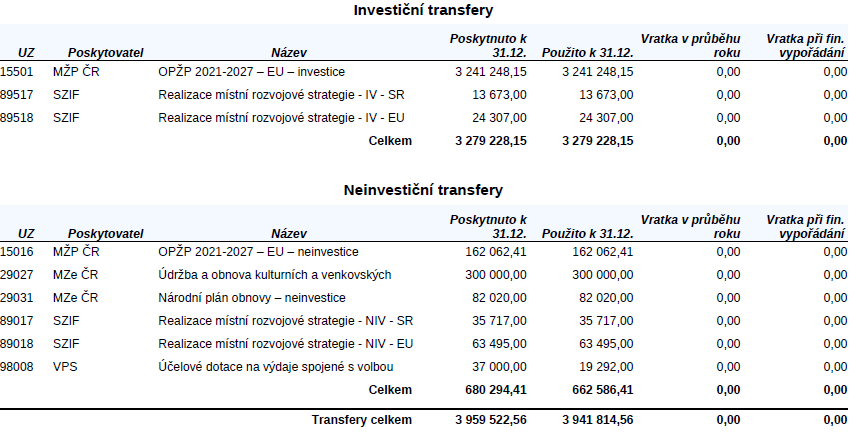 Investiční transfery
UZ Poskytovatel Název Poskytnuto k 31.12. Použito k 31.12. Vratka v průběhu roku Vratka při fin. vypořádání
15501 MŽP ČR OPŽP 2021-2027 – EU – investice 3 241 248,15 3 241 248,15 0,00 0,00
89517 SZIF Realizace místní rozvojové strategie - IV - SR 13 673,00 13 673,00 0,00 0,00
89518 SZIF Realizace místní rozvojové strategie - IV - EU 24 307,00 24 307,00 0,00 0,00
Celkem 3 279 228,15 3 279 228,15 0,00 0,00
Neinvestiční transfery
UZ Poskytovatel Název Poskytnuto k 31.12. Použito k 31.12. Vratka v průběhu roku Vratka při fin. vypořádání
15016 MŽP ČR OPŽP 2021-2027 – EU – neinvestice 162 062,41 162 062,41 0,00 0,00
29027 MZe ČR Údržba a obnova kulturních a venkovských 300 000,00 300 000,00 0,00 0,00
29031 MZe ČR Národní plán obnovy – neinvestice 82 020,00 82 020,00 0,00 0,00
89017 SZIF Realizace místní rozvojové strategie - NIV - SR 35 717,00 35 717,00 0,00 0,00
89018 SZIF Realizace místní rozvojové strategie - NIV - EU 63 495,00 63 495,00 0,00 0,00
98008 VPS Účelové dotace na výdaje spojené s volbou 37 000,00 19 292,00 0,00 0,00
Celkem 680 294,41 662 586,41 0,00 0,00
Transfery celkem 3 959 522,56 3 941 814,56 0,00 0,00